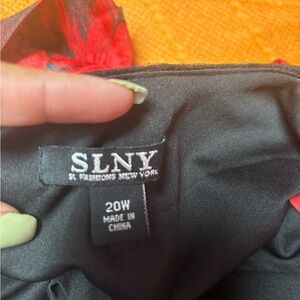 SLNY
SL FASHIONS NEW YORK
20W
MADE IN
CHINA